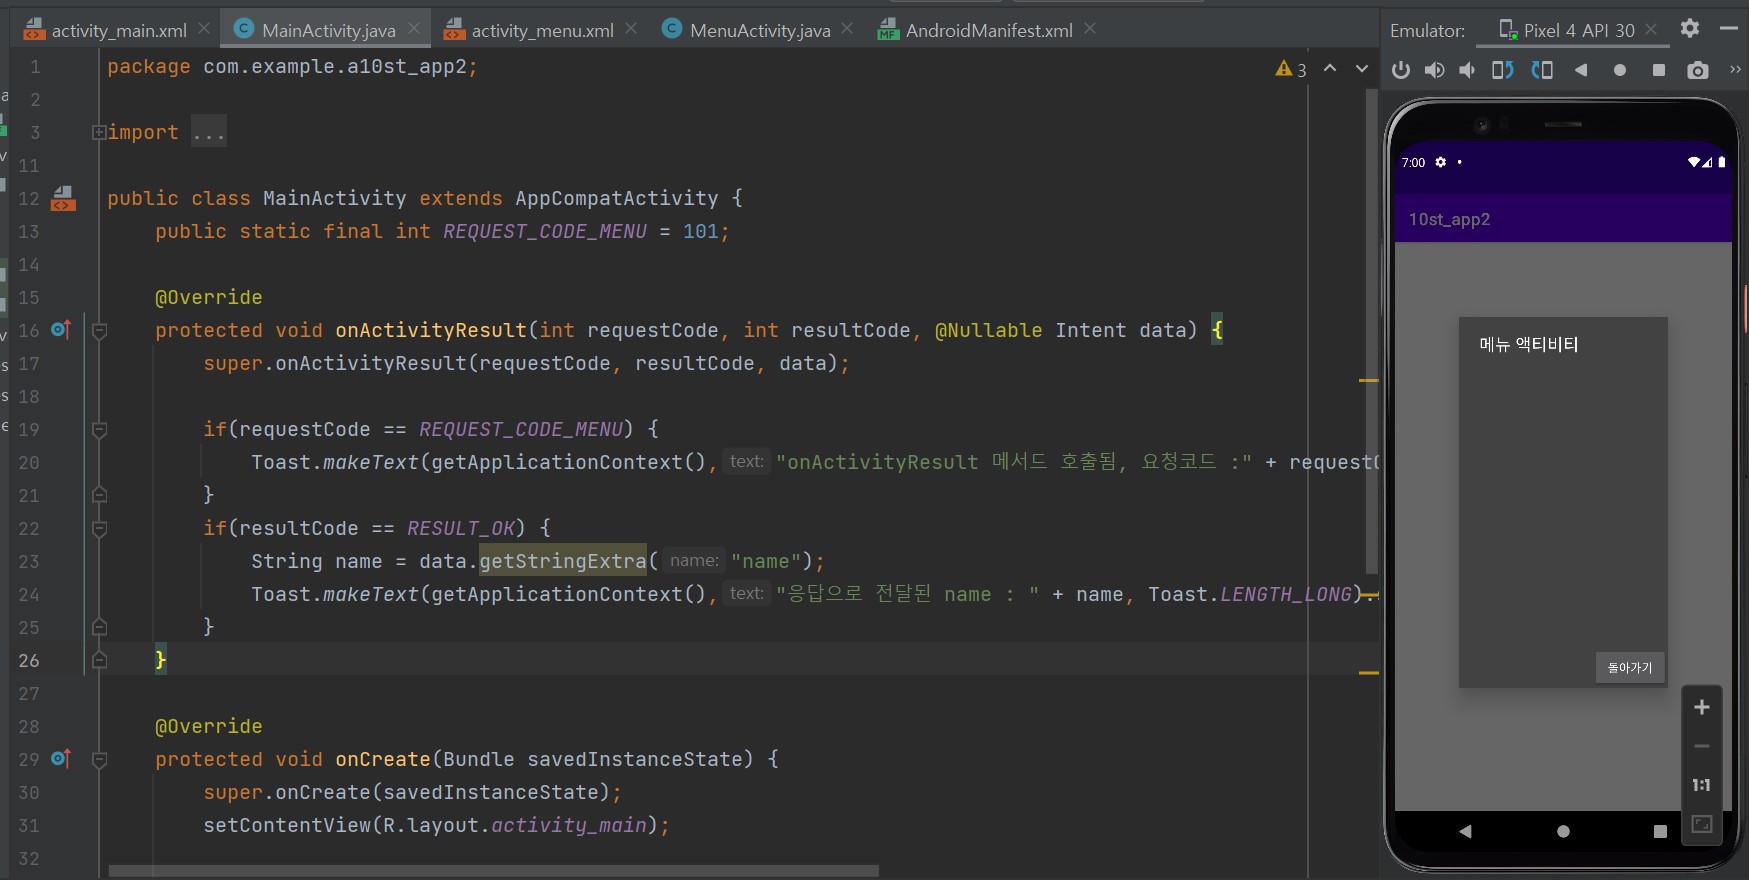 activity_main.xml MainActivity.java activity_menu.xml MenuActivity.java AndroidManifest.xml
Emulator: Pixel 4 API 30
1 package com.example.a10st_app2;
3
2
3 import ...
11
12 public class MainActivity extends AppCompatActivity {
13 public static final int REQUEST_CODE_MENU = 101;
14
15 @Override
16 protected void onActivityResult(int requestCode, int resultCode, @Nullable Intent data) {
17 super.onActivityResult(requestCode, resultCode, data);
18
19 if(requestCode == REQUEST_CODE_MENU) {
20 Toast.makeText(getApplicationContext(), text: "onActivityResult 메서드 호출됨, 요청코드 :" + request
21 }
22 if(resultCode == RESULT_OK) {
23 String name = data.getStringExtra( name: "name");
24 Toast.makeText(getApplicationContext(), text: "응답으로 전달된 name : " + name, Toast.LENGTH_LONG).
25 }
26 }
27
28 @Override
29 protected void onCreate(Bundle savedInstanceState) {
30 super.onCreate(savedInstanceState);
31 setContentView(R.layout.activity_main);
32
7:00
10st_app2
메뉴 액티비티
돌아가기
1:1